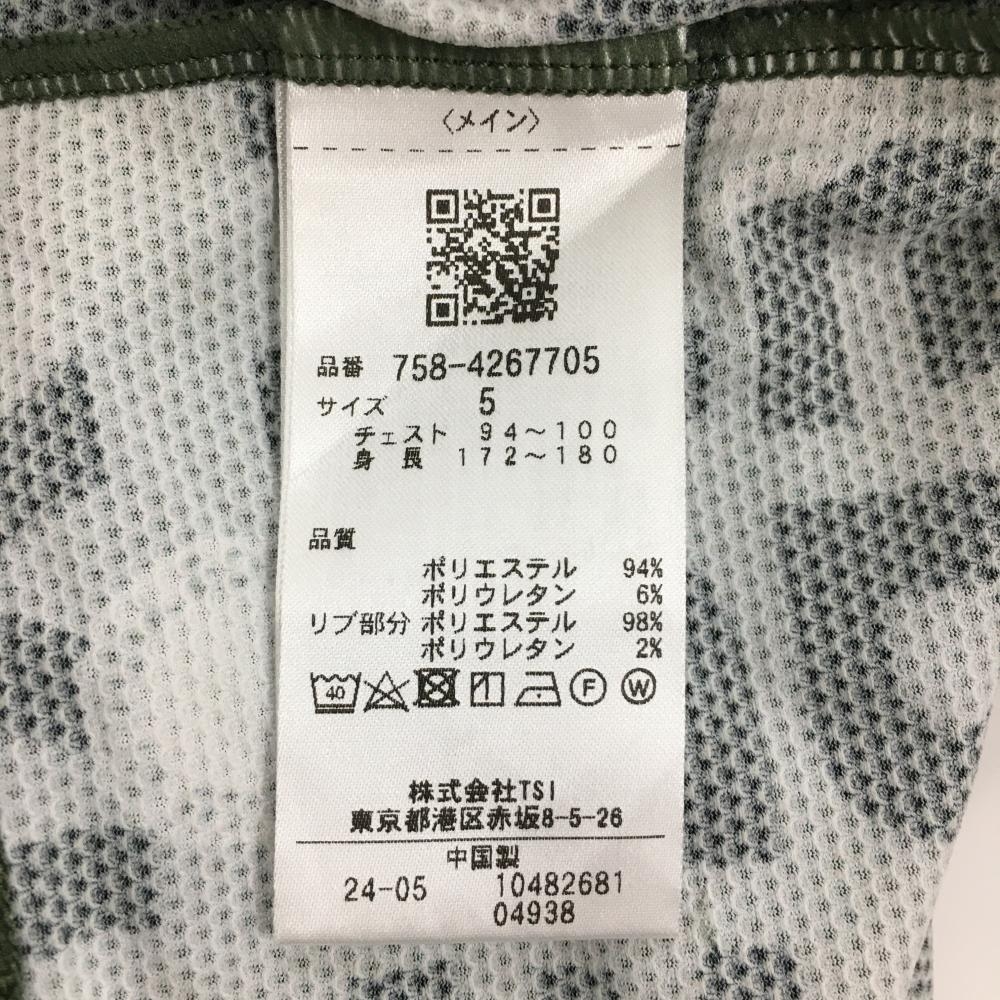 〈メイン〉
品番 758-4267705
サイズ 5
チェスト 94〜100
身長 172〜180
品質
ポリエステル 94%
ポリウレタン 6%
リブ部分 ポリエステル 98%
ポリウレタン 2%
40 F W
株式会社TSI
東京都港区赤坂8-5-26
中国製
24-05 10482681
04938